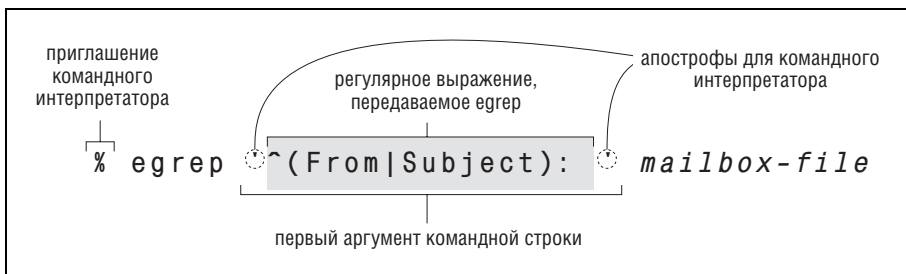 приглашение
командного
интерпретатора
апострофы для командного
интерпретатора
регулярное выражение,
передаваемое egrep
% egrep '^(From|Subject): ' mailbox-file
первый аргумент командной строки